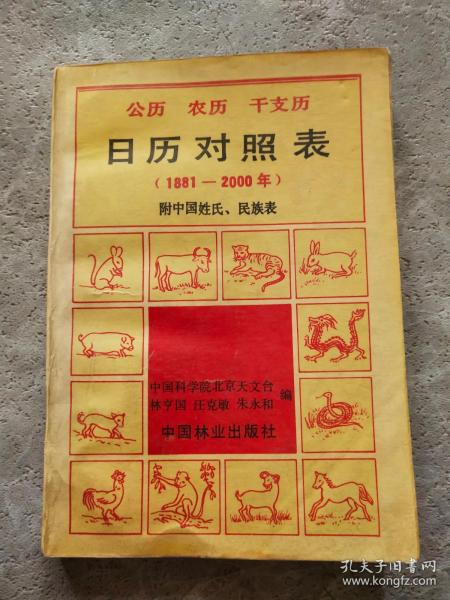 公历 农历 干支历
日历对照表
(1881—2000年)
附中国姓氏、民族表
中国科学院北京天文台
林亨国 汪克敏 朱永和
编
中国林业出版社
孔夫子旧书网
www.kongfz.com